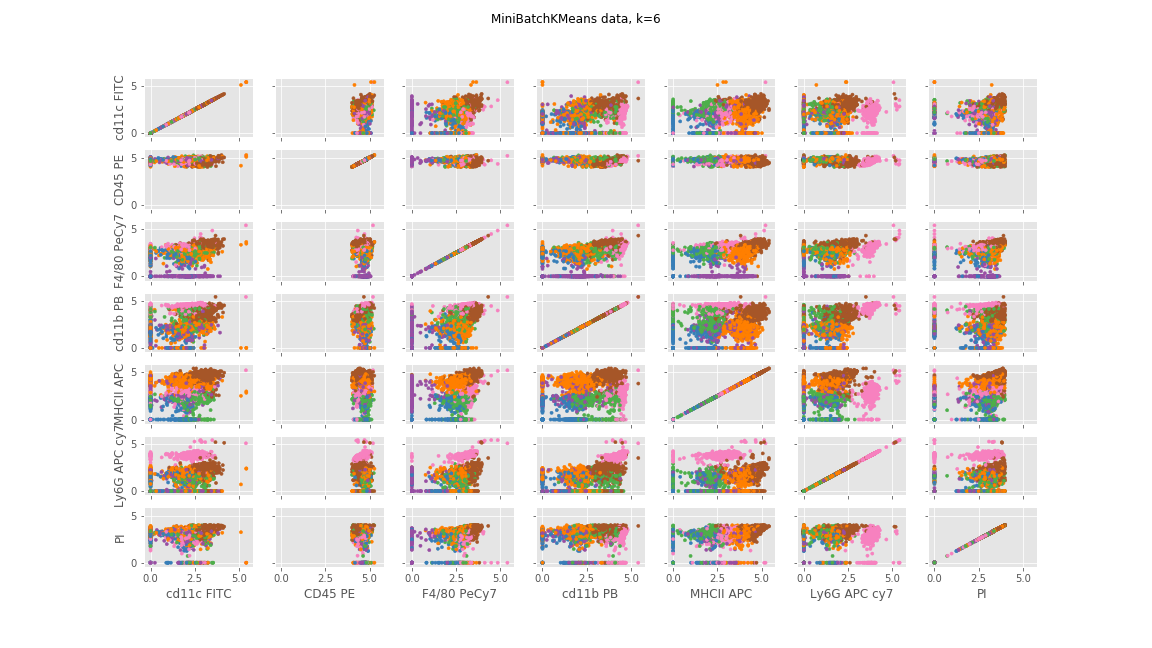 MiniBatchKMeans data, k=6
cd11c FITC
5
0
CD45 PE
5
0
F4/80 PeCy7
5
0
cd11b PB
5
0
MHCII APC
5
0
Ly6G APC cy7
5
0
PI
5
0
0.0 2.5 5.0 0.0 2.5 5.0 0.0 2.5 5.0 0.0 2.5 5.0 0.0 2.5 5.0 0.0 2.5 5.0 0.0 2.5 5.0
cd11c FITC CD45 PE F4/80 PeCy7 cd11b PB MHCII APC Ly6G APC cy7 PI